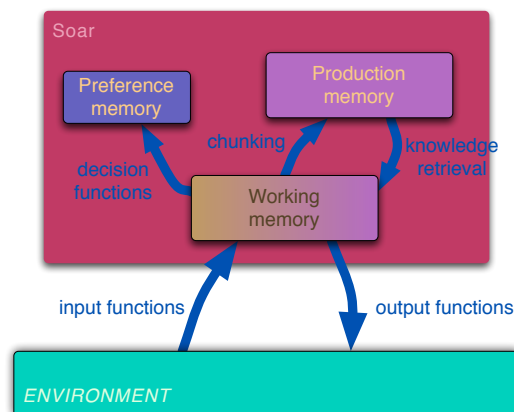 Soar
Preference
memory
Production
memory
chunking
knowledge
retrieval
decision
functions
Working
memory
input functions
output functions
ENVIRONMENT